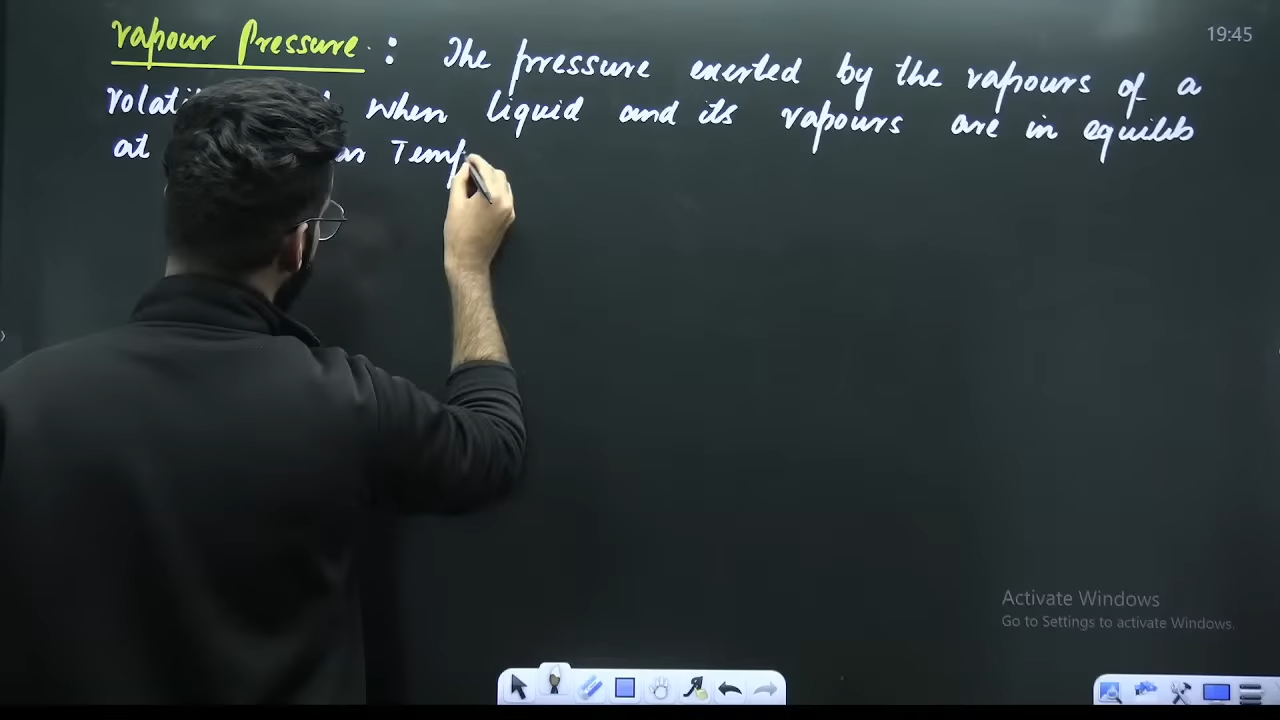 Vapour Pressure : The pressure exerted by the vapours of a
when liquid and its vapours are in equilib
at Temp
19:45
Activate Windows
Go to Settings to activate Windows.